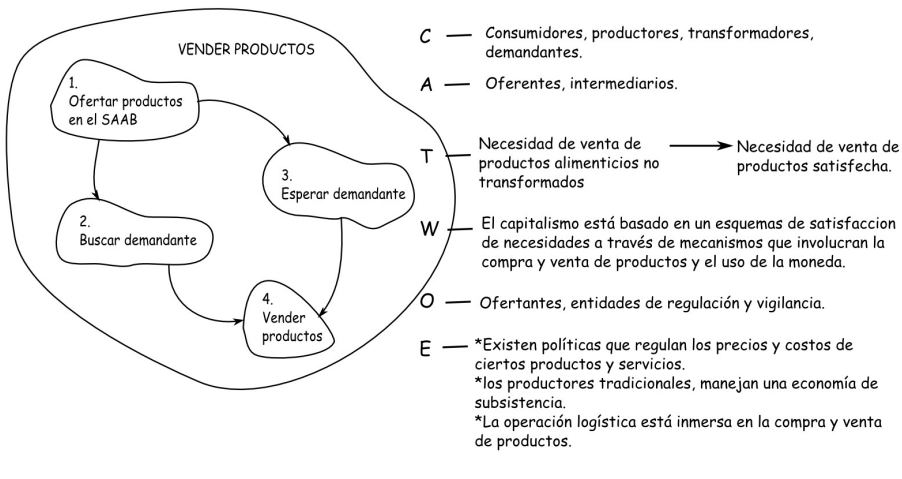 VENDER PRODUCTOS
1.
Ofertar productos
en el SAAB
2.
Buscar demandante
3.
Esperar demandante
4.
Vender
productos
C — Consumidores, productores, transformadores,
demandantes.
A — Oferentes, intermediarios.
T — Necesidad de venta de
productos alimenticios no
transformados
Necesidad de venta de
productos satisfecha.
W — El capitalismo está basado en un esquemas de satisfaccion
de necesidades a través de mecanismos que involucran la
compra y venta de productos y el uso de la moneda.
O — Ofertantes, entidades de regulación y vigilancia.
E — *Existen políticas que regulan los precios y costos de
ciertos productos y servicios.
*los productores tradicionales, manejan una economía de
subsistencia.
*La operación logística está inmersa en la compra y venta
de productos.